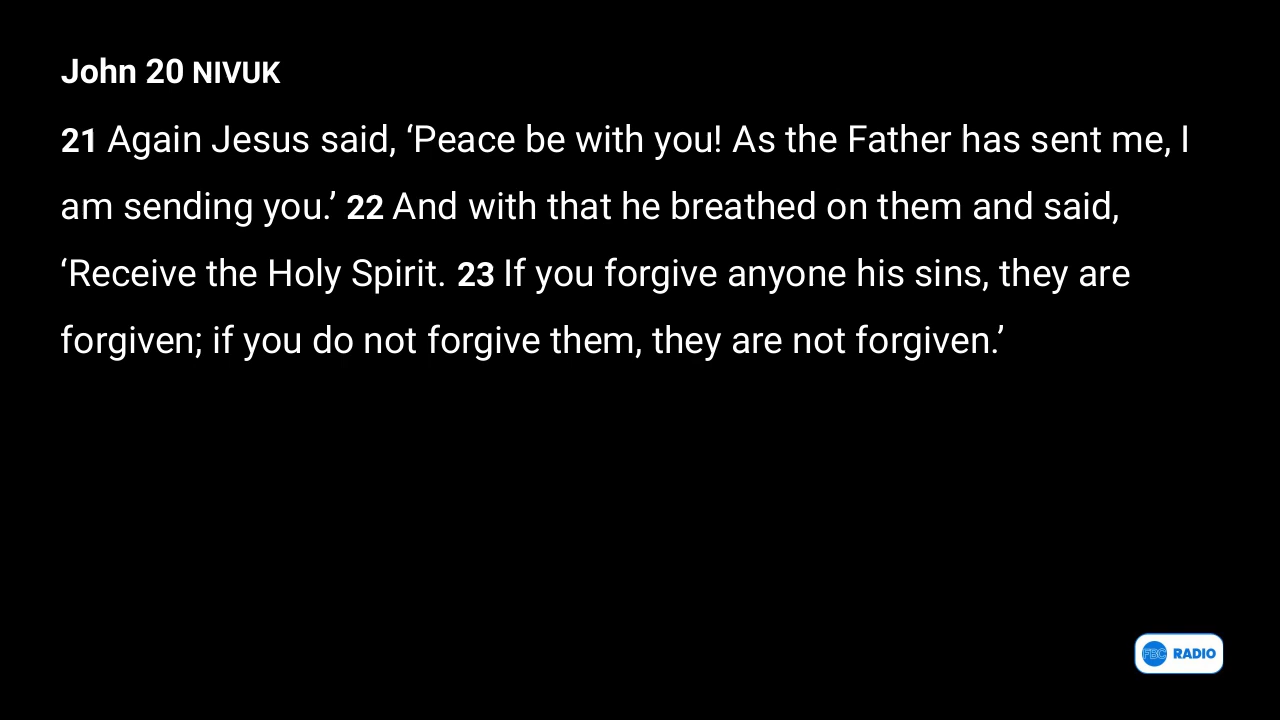 John 20 NIVUK
21 Again Jesus said, ‘Peace be with you! As the Father has sent me, I
am sending you.’ 22 And with that he breathed on them and said,
‘Receive the Holy Spirit. 23 If you forgive anyone his sins, they are
forgiven; if you do not forgive them, they are not forgiven.’
FBC RADIO